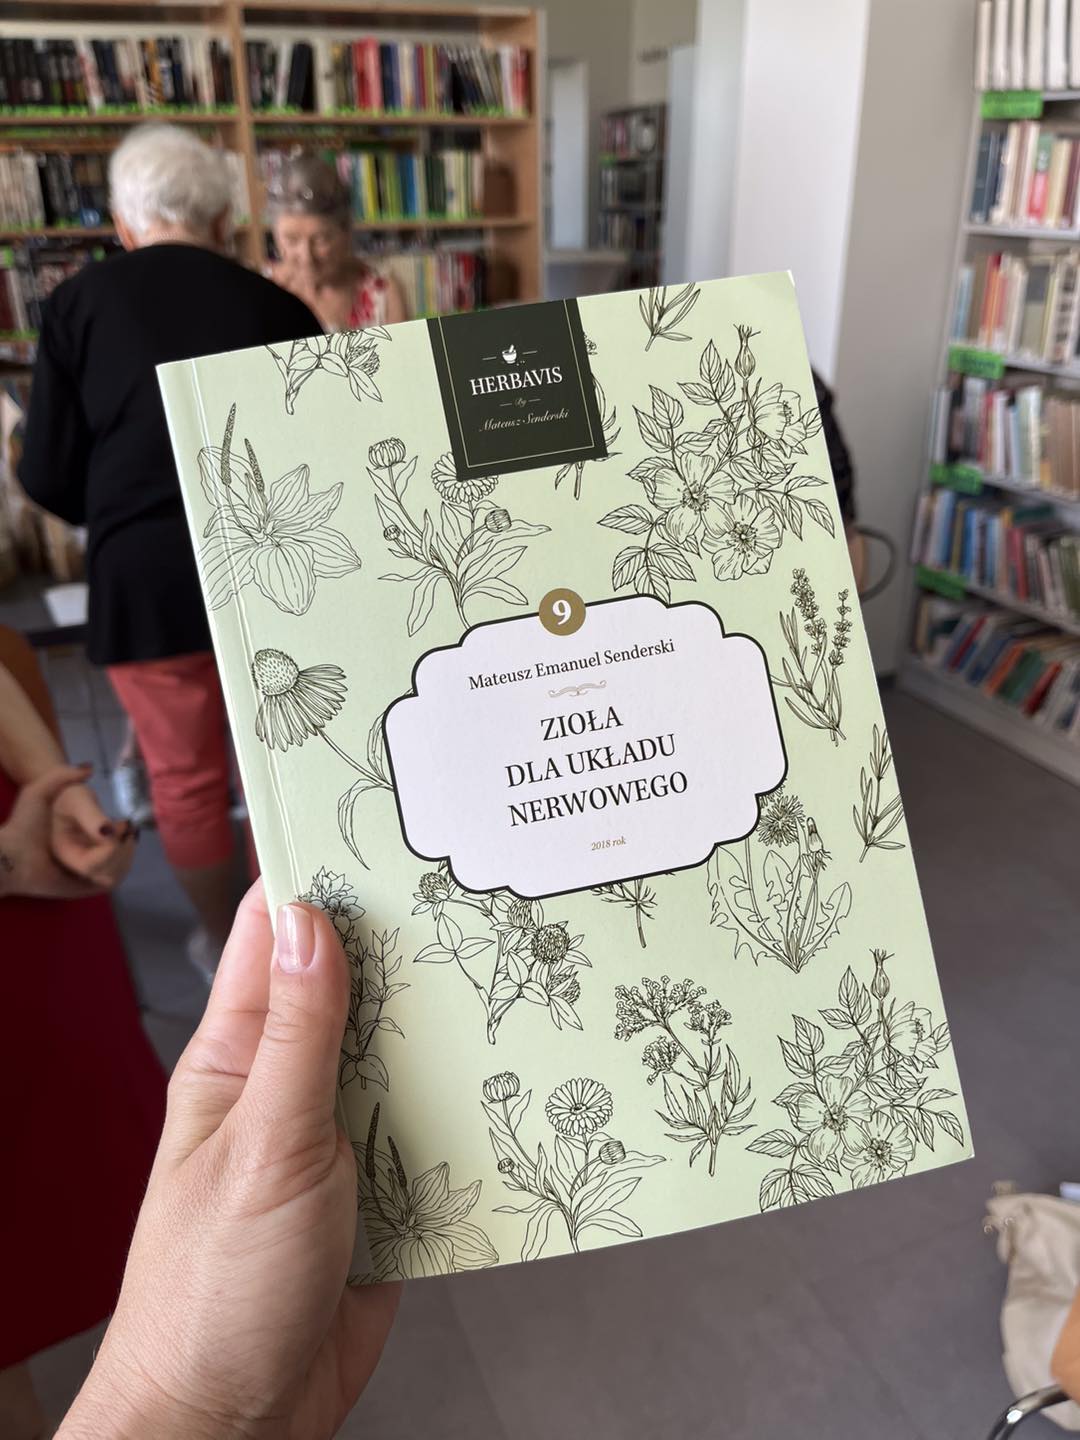 HERBAVIS
By
Mateusz Senderski
9
Mateusz Emanuel Senderski
ZIOŁA
DLA UKŁADU
NERWOWEGO
2018 rok